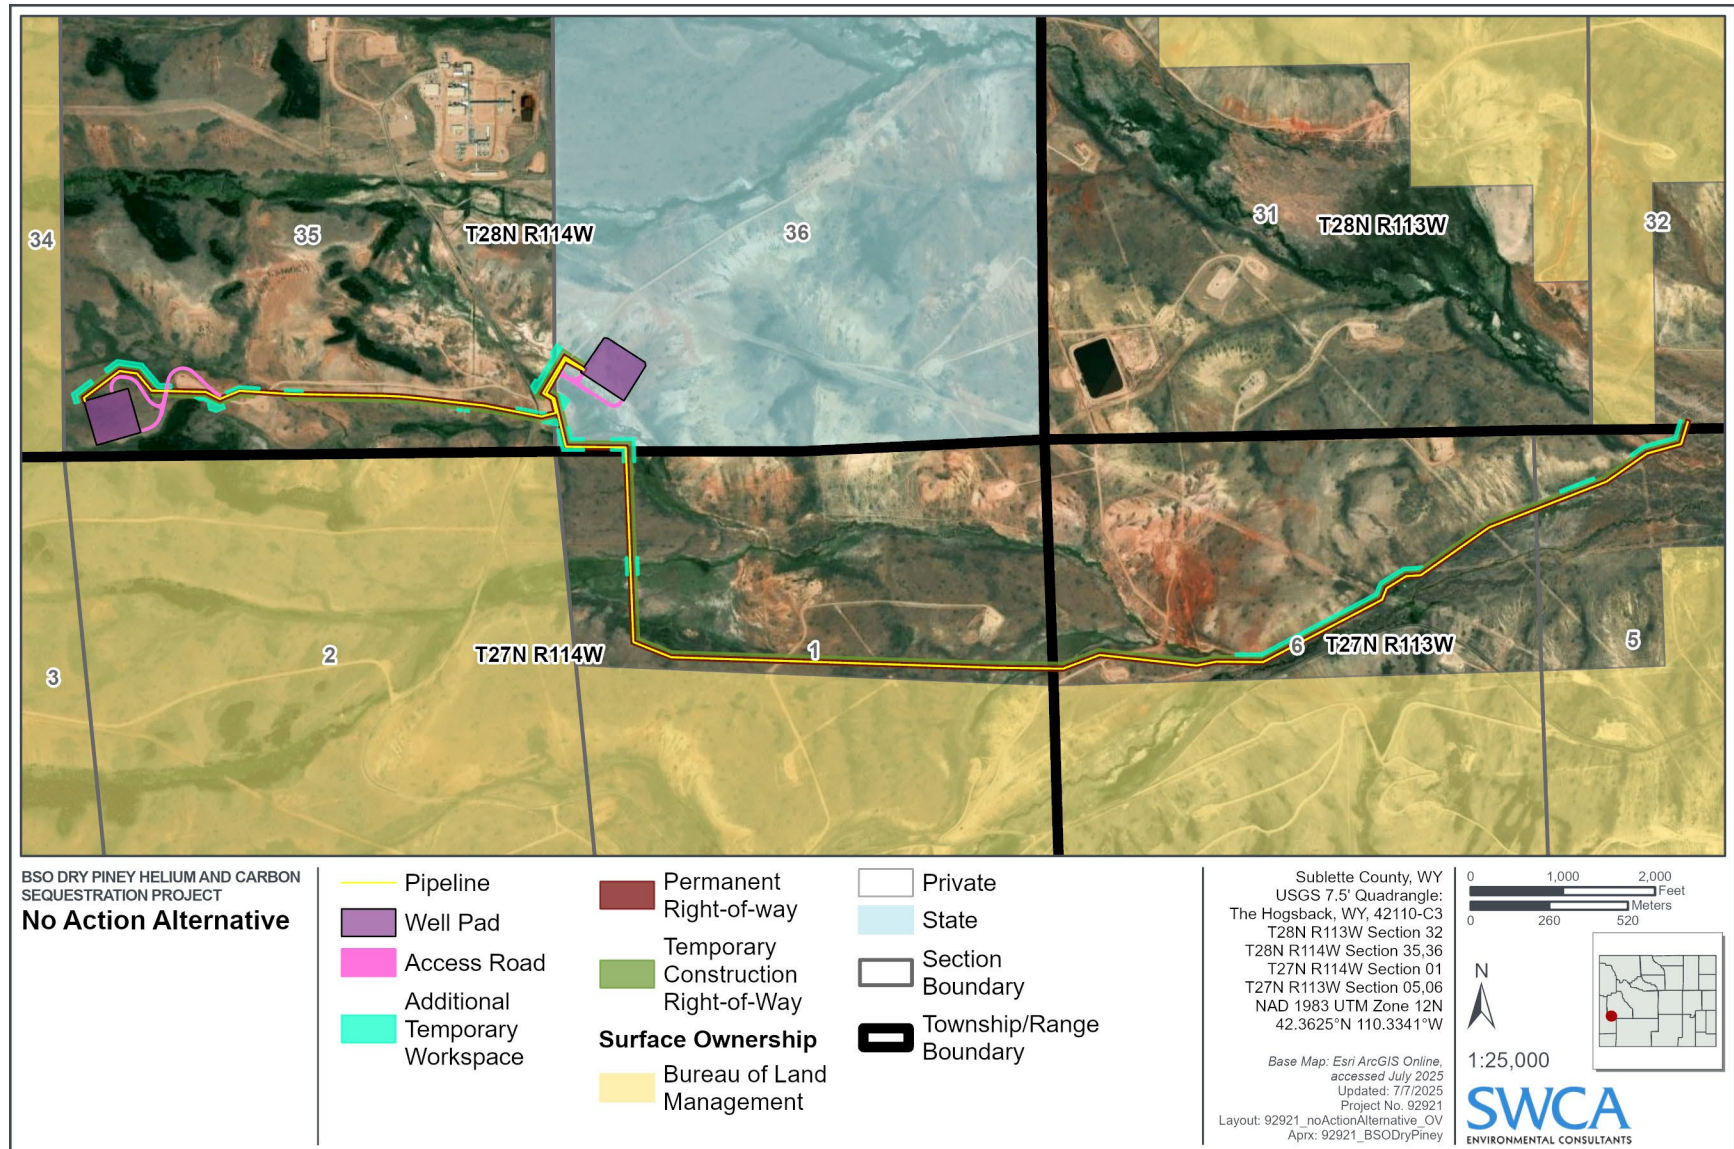 34
35
T28N R114W
36
31
T28N R113W
32
3
2
T27N R114W
1
6
T27N R113W
5
BSO DRY PINEY HELIUM AND CARBON
SEQUESTRATION PROJECT
No Action Alternative
Pipeline
Well Pad
Access Road
Additional
Temporary
Workspace
Permanent
Right-of-way
Temporary
Construction
Right-of-Way
Surface Ownership
Bureau of Land
Management
Private
State
Section
Boundary
Township/Range
Boundary
Sublette County, WY
USGS 7.5' Quadrangle:
The Hogsback, WY, 42110-C3
T28N R113W Section 32
T28N R114W Section 35,36
T27N R114W Section 01
T27N R113W Section 05,06
NAD 1983 UTM Zone 12N
42.3625°N 110.3341°W
Base Map: Esri ArcGIS Online,
accessed July 2025
Updated: 7/7/2025
Project No. 92921
Layout: 92921_noActionAlternative_OV
Aprx: 92921_BSODryPiney
0 1,000 2,000
Feet
Meters
0 260 520
N
1:25,000
SWCA
ENVIRONMENTAL CONSULTANTS